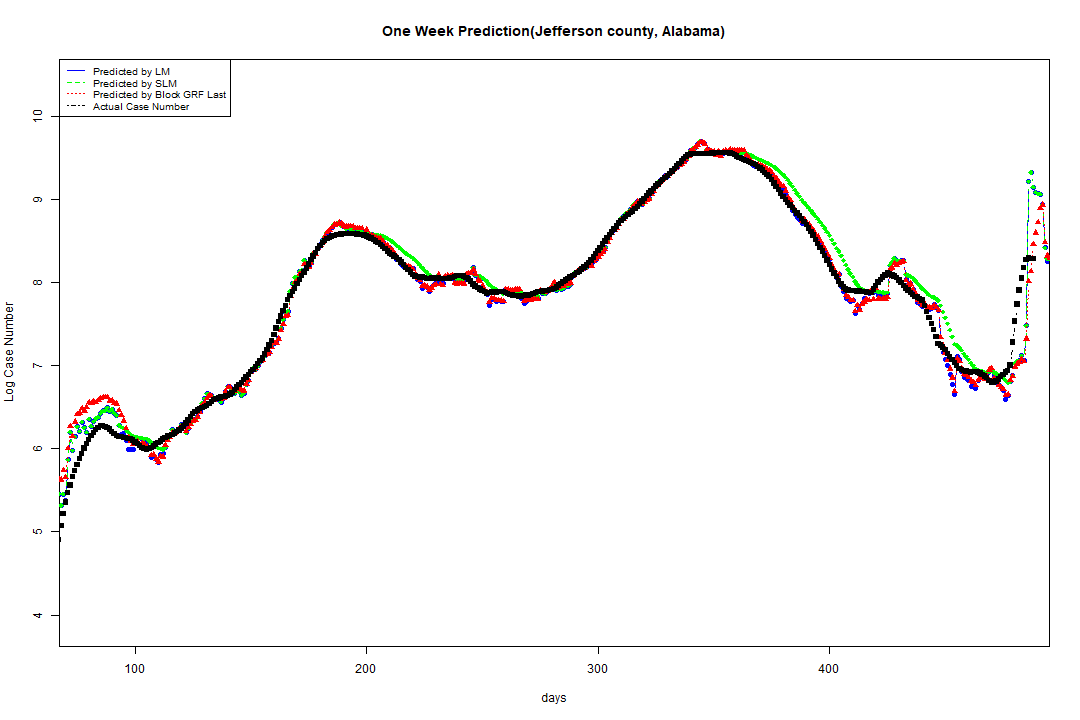 One Week Prediction(Jefferson county, Alabama)
Predicted by LM
Predicted by SLM
Predicted by Block GRF Last
Actual Case Number
Log Case Number
10
9
8
7
6
5
4
100 200 300 400
days